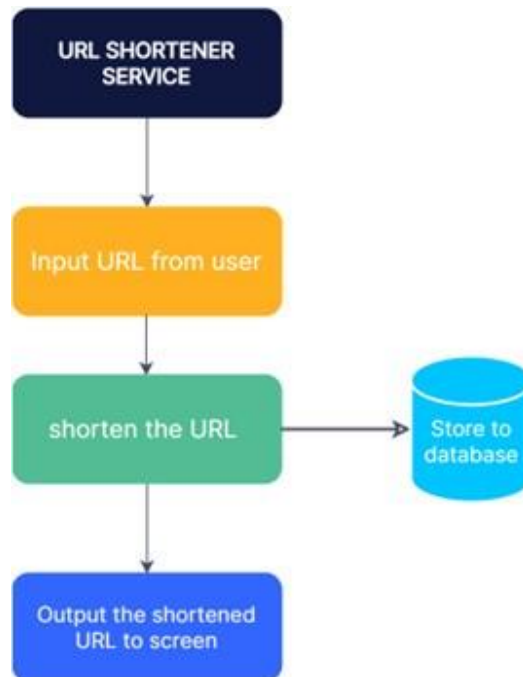 URL SHORTENER
SERVICE
Input URL from user
shorten the URL
Store to
database
Output the shortened
URL to screen